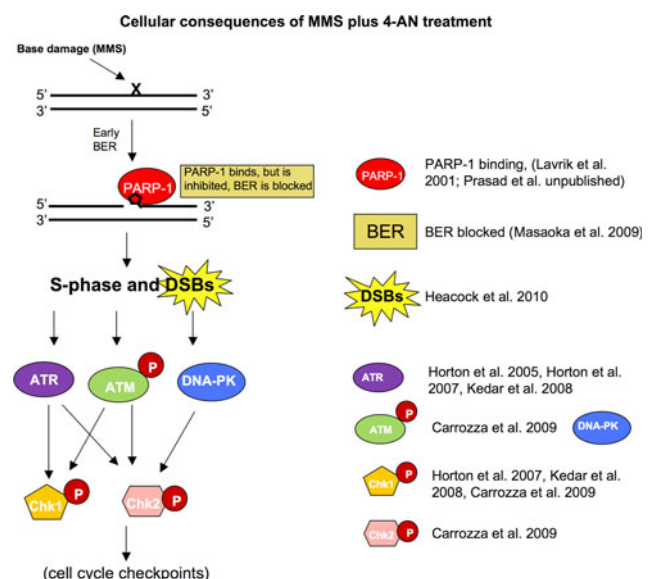 Cellular consequences of MMS plus 4-AN treatment
Base damage (MMS)
X
5' 3'
3' 5'
Early
BER
PARP-1
PARP-1 binds, but is
inhibited, BER is blocked
5' 3'
3' 5'
S-phase and DSBs
ATR
ATM
P
DNA-PK
Chk1
P
Chk2
P
(cell cycle checkpoints)
PARP-1
PARP-1 binding, (Lavrik et al.
2001; Prasad et al. unpublished)
BER
BER blocked (Masaoka et al. 2009)
DSBs
Heacock et al. 2010
ATR
Horton et al. 2005, Horton et al.
2007, Kedar et al. 2008
ATM
P
Carrozza et al. 2009
DNA-PK
Chk1
P
Horton et al. 2007, Kedar et al.
2008, Carrozza et al. 2009
Chk2
P
Carrozza et al. 2009